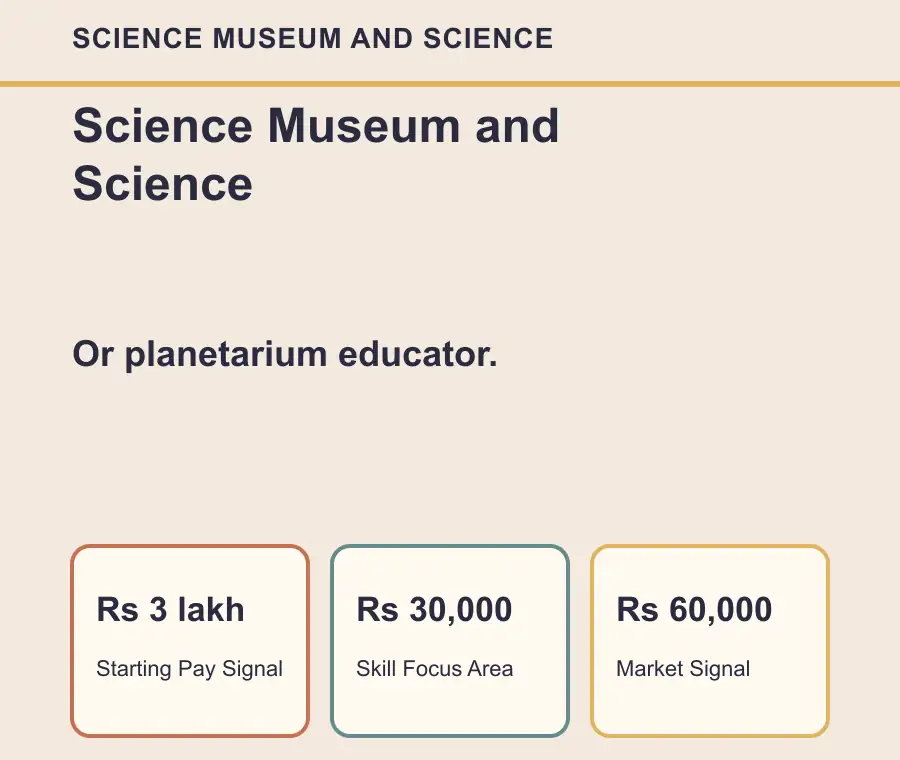 SCIENCE MUSEUM AND SCIENCE
Science Museum and
Science
Or planetarium educator.
Rs 3 lakh
Starting Pay Signal
Rs 30,000
Skill Focus Area
Rs 60,000
Market Signal